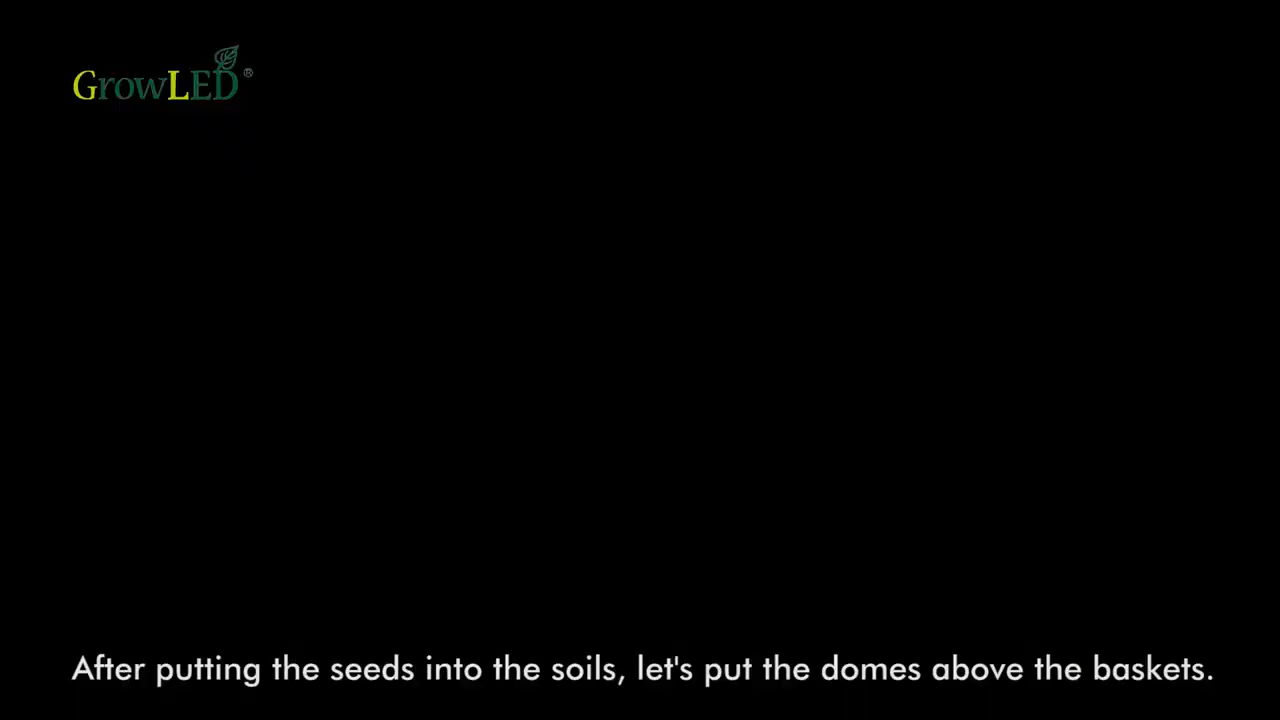 GrowLED®
After putting the seeds into the soils, let's put the domes above the baskets.